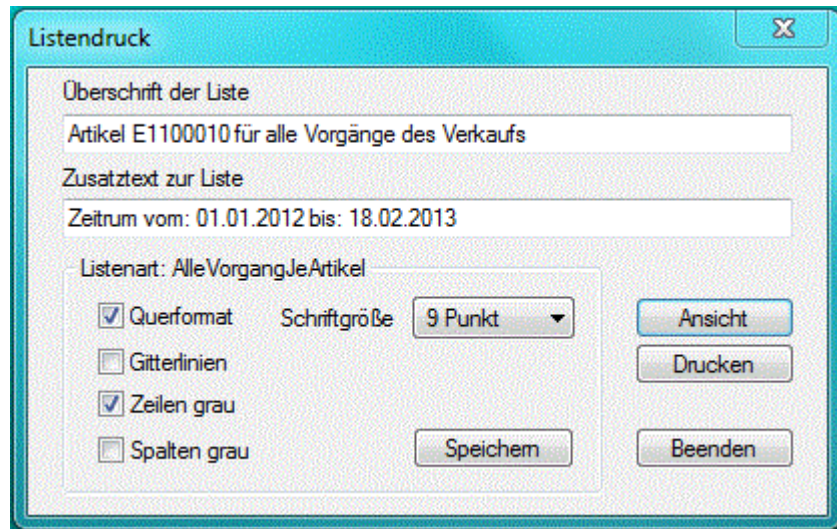 Listendruck
Überschrift der Liste
Artikel E1100010 für alle Vorgänge des Verkaufs
Zusatztext zur Liste
Zeitrum vom: 01.01.2012 bis: 18.02.2013
Listenart: AlleVorgangJeArtikel
Querformat Schriftgröße 9 Punkt Ansicht
Gitterlinien Drucken
Zeilen grau
Spalten grau Speichern Beenden